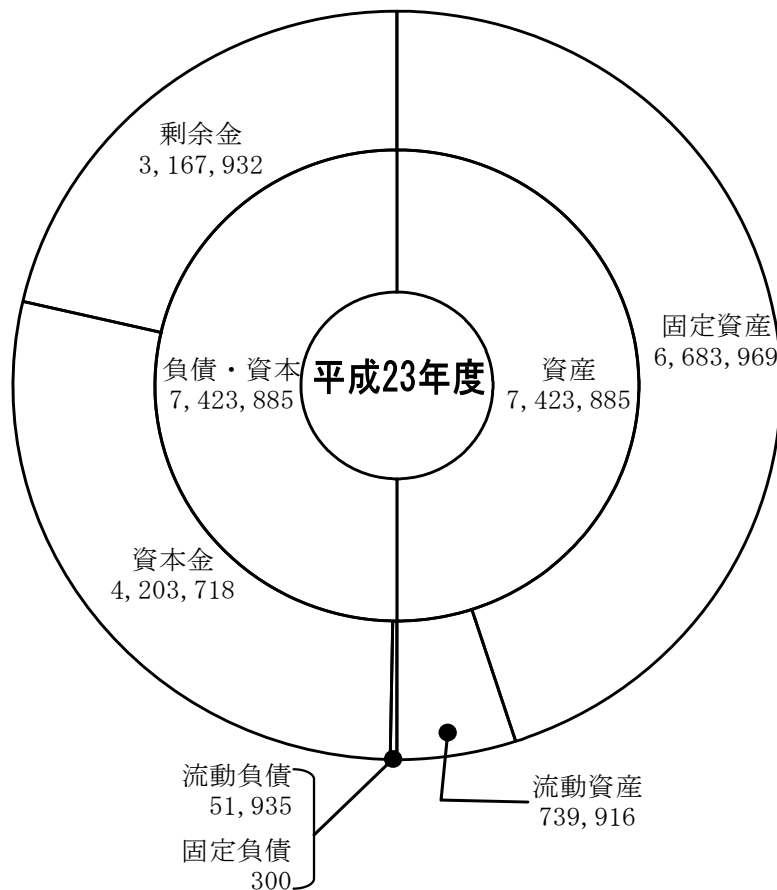 剰余金
3,167,932
固定資産
6,683,969
負債・資本
7,423,885
平成23年度
資産
7,423,885
資本金
4,203,718
流動負債
51,935
固定負債
300
流動資産
739,916